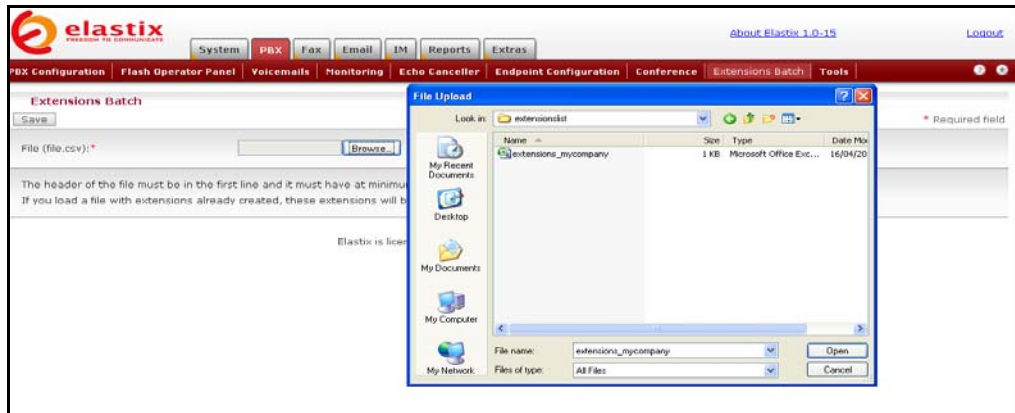 elastix
FREEDOM TO COMMUNICATE
System PBX Fax Email IM Reports Extras
About Elastix 1.0-15
Logout
PBX Configuration Flash Operator Panel Voicemails Monitoring Echo Canceller Endpoint Configuration Conference Extensions Batch Tools
Extensions Batch
Save
* Required field
File (file.csv):*
Browse...
The header of the file must be in the first line and it must have at minimu
If you load a file with extensions already created, these extensions will b
Elastix is licen
File Upload
Look in: extensionslist
My Recent Documents
Desktop
My Documents
My Computer
My Network
Name Size Type Date Mo
extensions_mycompany 1 KB Microsoft Office Exc... 16/04/20
File name: extensions_mycompany Open
Files of type: All Files Cancel